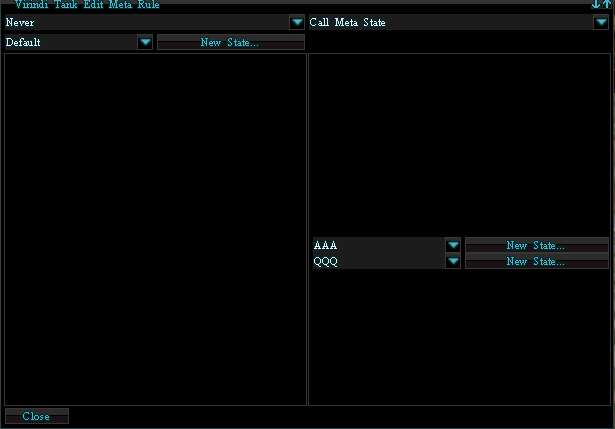 Virindi Tank Edit Meta Rule
Never Call Meta State
Default New State...
AAA New State...
QQQ New State...
Close